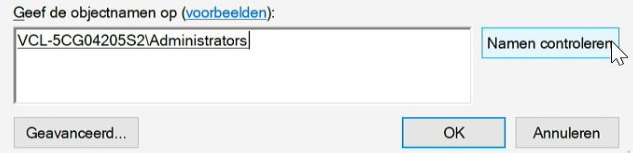 Geef de objectnamen op (voorbeelden):
VCL-5CG04205S2\Administrators
Namen controleren
Geavanceerd...
OK
Annuleren